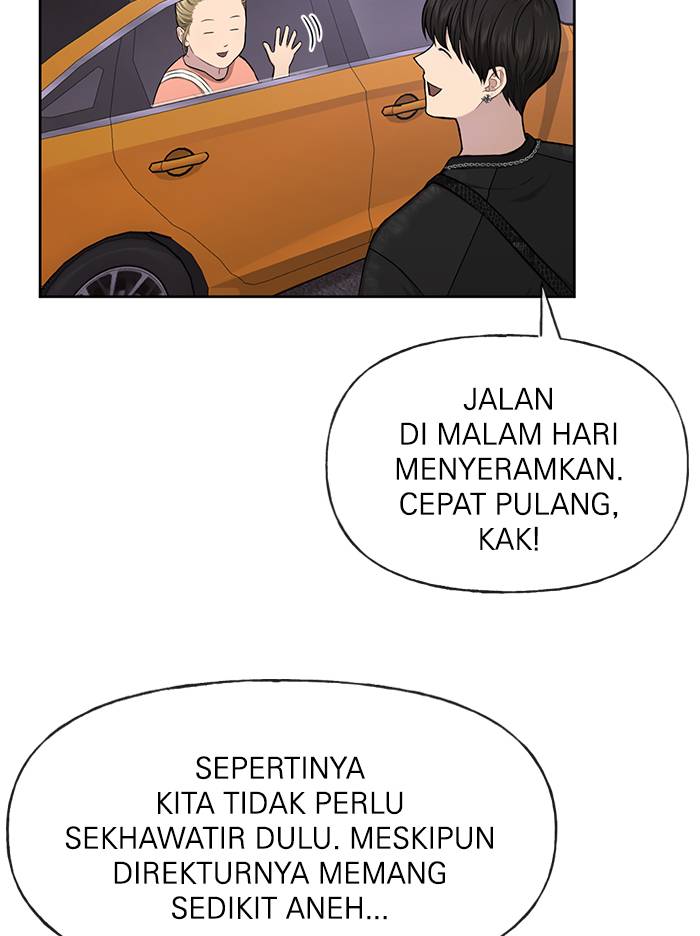 JALAN
DI MALAM HARI
MENYERAMKAN.
CEPAT PULANG,
KAK!
SEPERTINYA
KITA TIDAK PERLU
SEKHAWATIR DULU. MESKIPUN
DIREKTURNYA MEMANG
SEDIKIT ANEH...